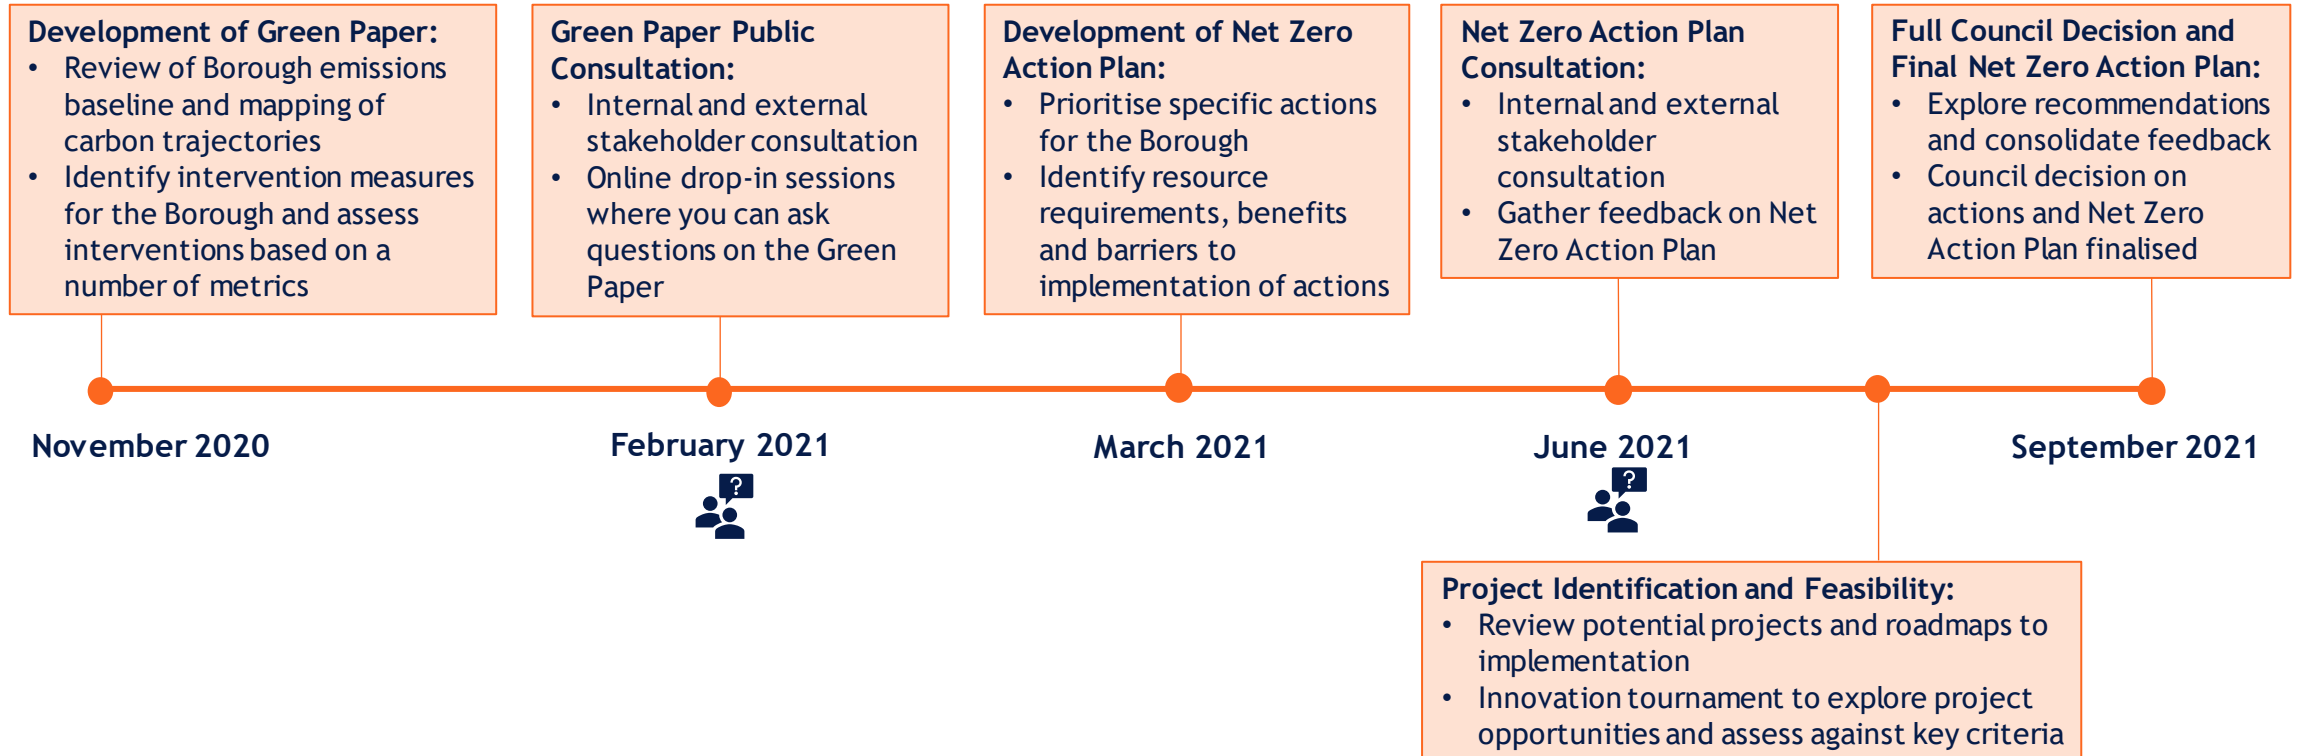 Development of Green Paper:
• Review of Borough emissions
baseline and mapping of
carbon trajectories
• Identify intervention measures
for the Borough and assess
interventions based on a
number of metrics
Green Paper Public
Consultation:
• Internal and external
stakeholder consultation
• Online drop-in sessions
where you can ask
questions on the Green
Paper
Development of Net Zero
Action Plan:
• Prioritise specific actions
for the Borough
• Identify resource
requirements, benefits
and barriers to
implementation of actions
Net Zero Action Plan
Consultation:
• Internal and external
stakeholder
consultation
• Gather feedback on Net
Zero Action Plan
Full Council Decision and
Final Net Zero Action Plan:
• Explore recommendations
and consolidate feedback
• Council decision on
actions and Net Zero
Action Plan finalised
November 2020
February 2021
March 2021
June 2021
September 2021
?
?
Project Identification and Feasibility:
• Review potential projects and roadmaps to
implementation
• Innovation tournament to explore project
opportunities and assess against key criteria